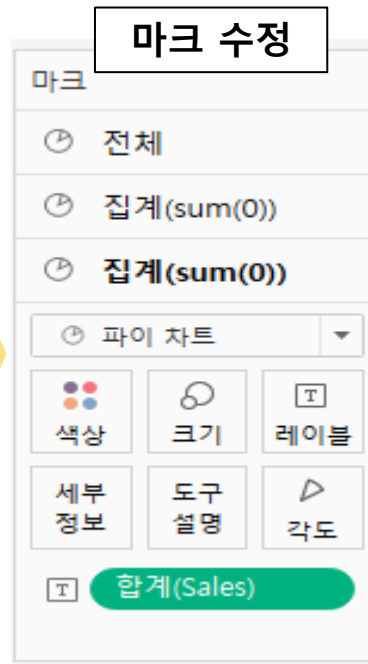 마크 수정
마크
전체
집계(sum(0))
집계(sum(0))
파이 차트
색상 크기 레이블
세부 정보 도구 설명 각도
T 합계(Sales)